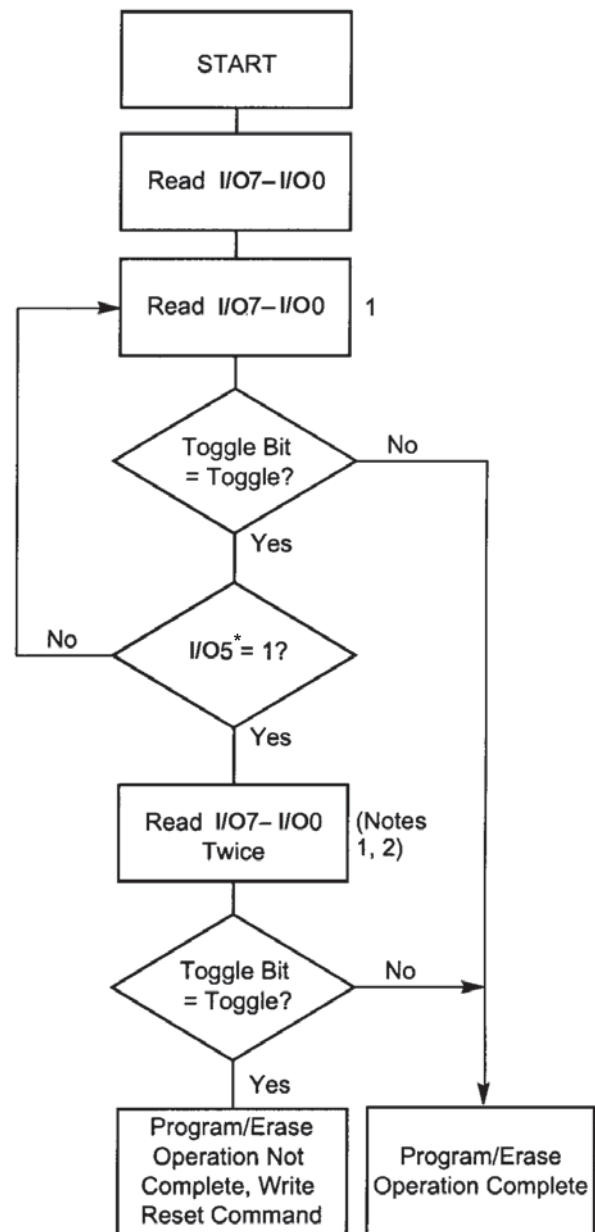 START
Read I/O7–I/O0
Read I/O7–I/O0 1
Toggle Bit
= Toggle?
No
Yes
No
I/O5*= 1?
Yes
Read I/O7–I/O0
Twice
(Notes
1, 2)
Toggle Bit
= Toggle?
No
Yes
Program/Erase
Operation Not
Complete, Write
Reset Command
Program/Erase
Operation Complete